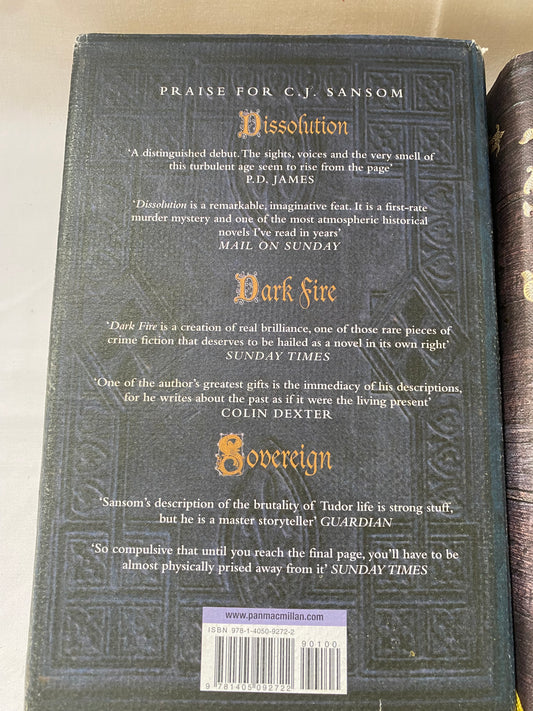 PRAISE FOR C.J. SANSOM
Dissolution
‘A distinguished debut. The sights, voices and the very smell of
this turbulent age seem to rise from the page’
P.D. JAMES
‘Dissolution is a remarkable, imaginative feat. It is a first-rate
murder mystery and one of the most atmospheric historical
novels I’ve read in years’
MAIL ON SUNDAY
Dark Fire
‘Dark Fire is a creation of real brilliance, one of those rare pieces of
crime fiction that deserves to be hailed as a novel in its own right’
SUNDAY TIMES
‘One of the author’s greatest gifts is the immediacy of his descriptions,
for he writes about the past as if it were the living present’
COLIN DEXTER
Sovereign
‘Sansom’s description of the brutality of Tudor life is strong stuff,
but he is a master storyteller’ GUARDIAN
‘So compulsive that until you reach the final page, you’ll have to be
almost physically prised away from it’ SUNDAY TIMES
www.panmacmillan.com
ISBN 978-1-4050-9272-2
90100
9 781405 092722